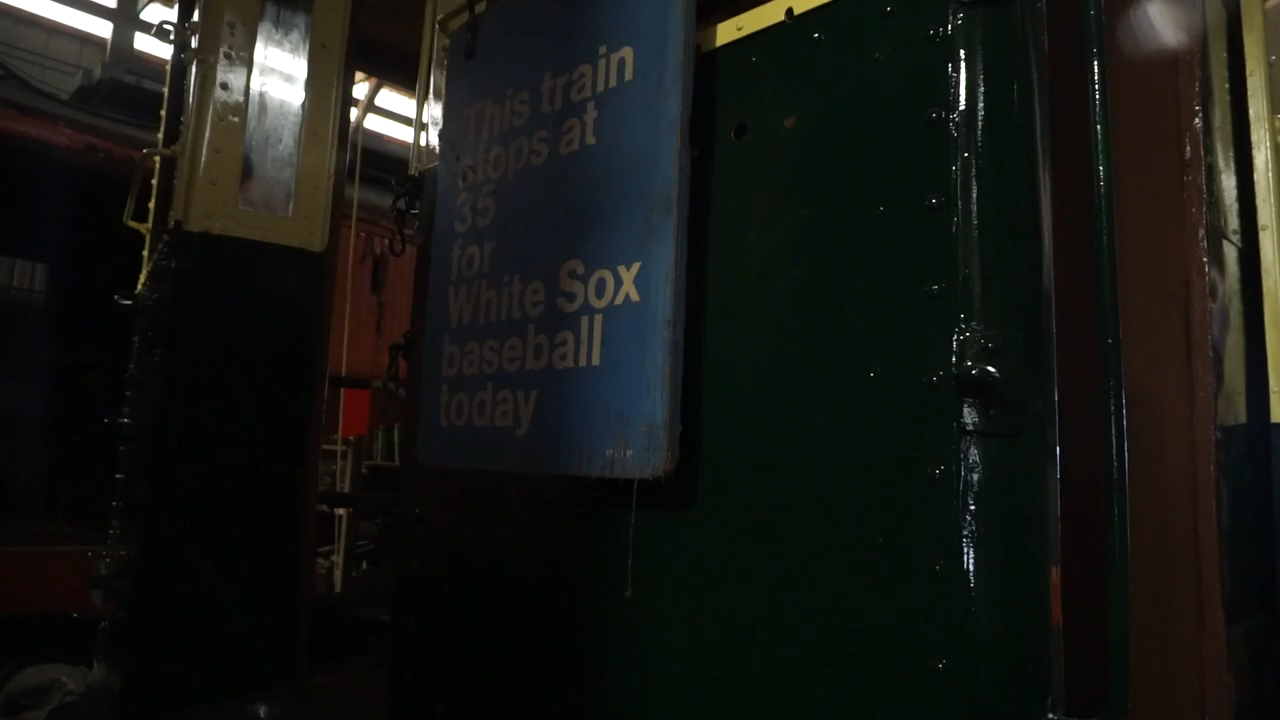 This train
stops at
35
for
White Sox
baseball
today